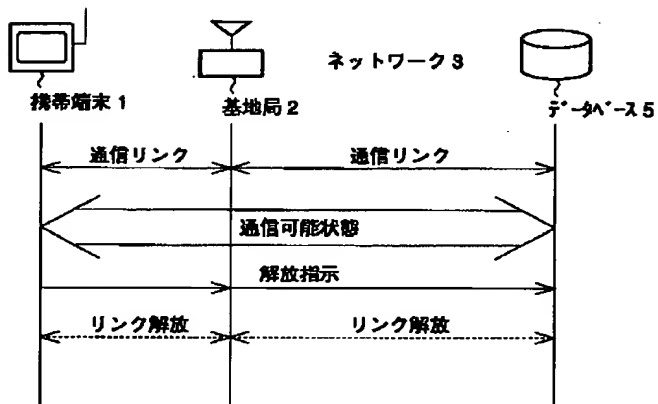 ネットワーク3
携帯端末1
基地局2
データベース5
通信リンク
通信リンク
通信可能状態
解放指示
リンク解放
リンク解放